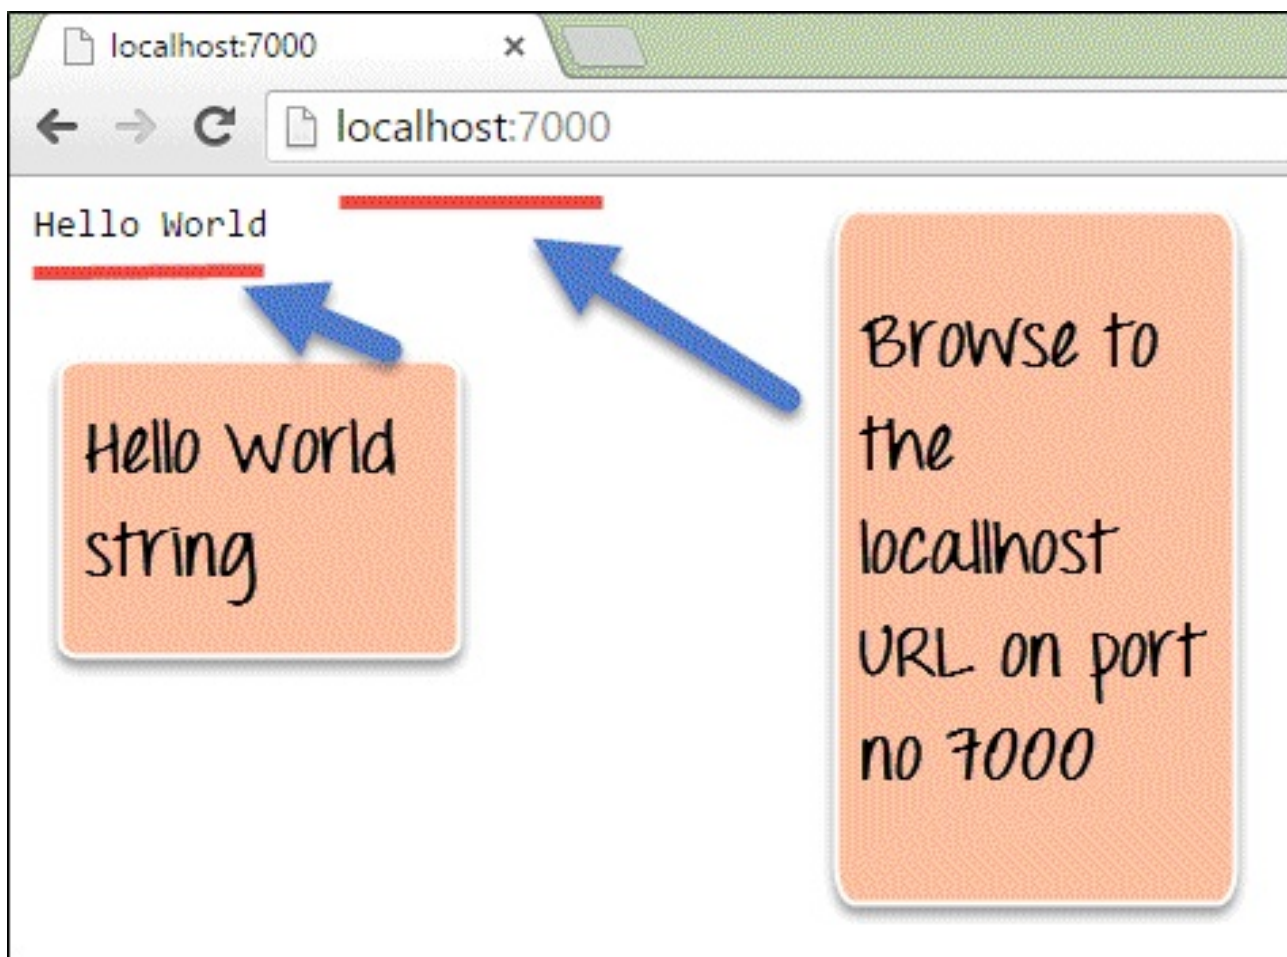 localhost:7000
localhost:7000
Hello World
Hello World
string
Browse to
the
locallhost
URL on port
no 7000